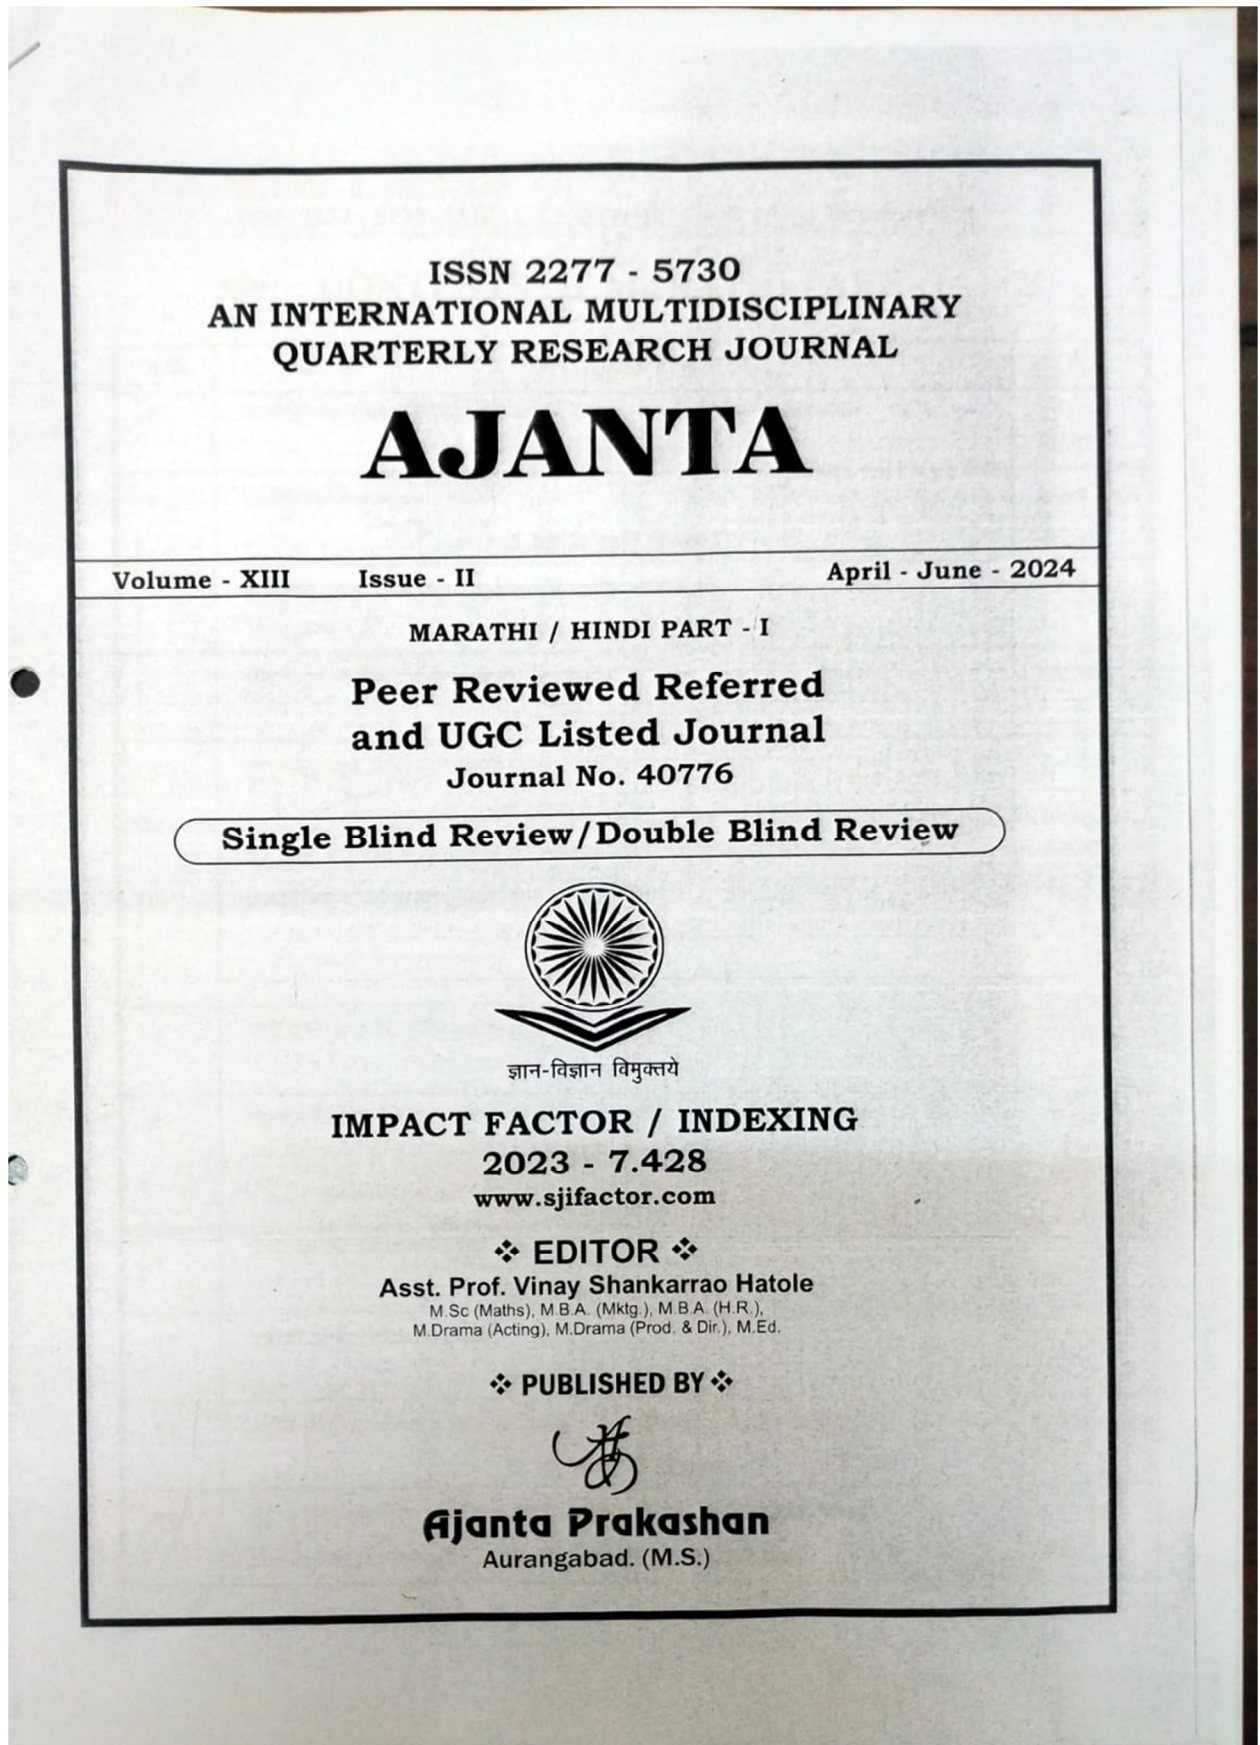 ISSN 2277 - 5730
AN INTERNATIONAL MULTIDISCIPLINARY
QUARTERLY RESEARCH JOURNAL
AJANTA
Volume - XIII Issue - II April - June - 2024
MARATHI / HINDI PART - I
Peer Reviewed Referred
and UGC Listed Journal
Journal No. 40776
Single Blind Review/Double Blind Review
ज्ञान-विज्ञान विमुक्तये
IMPACT FACTOR / INDEXING
2023 - 7.428
www.sjifactor.com
❖ EDITOR ❖
Asst. Prof. Vinay Shankarrao Hatole
M.Sc (Maths), M.B.A. (Mktg.), M.B.A. (H.R.),
M.Drama (Acting), M.Drama (Prod. & Dir.), M.Ed.
❖ PUBLISHED BY ❖
Ajanta Prakashan
Aurangabad. (M.S.)